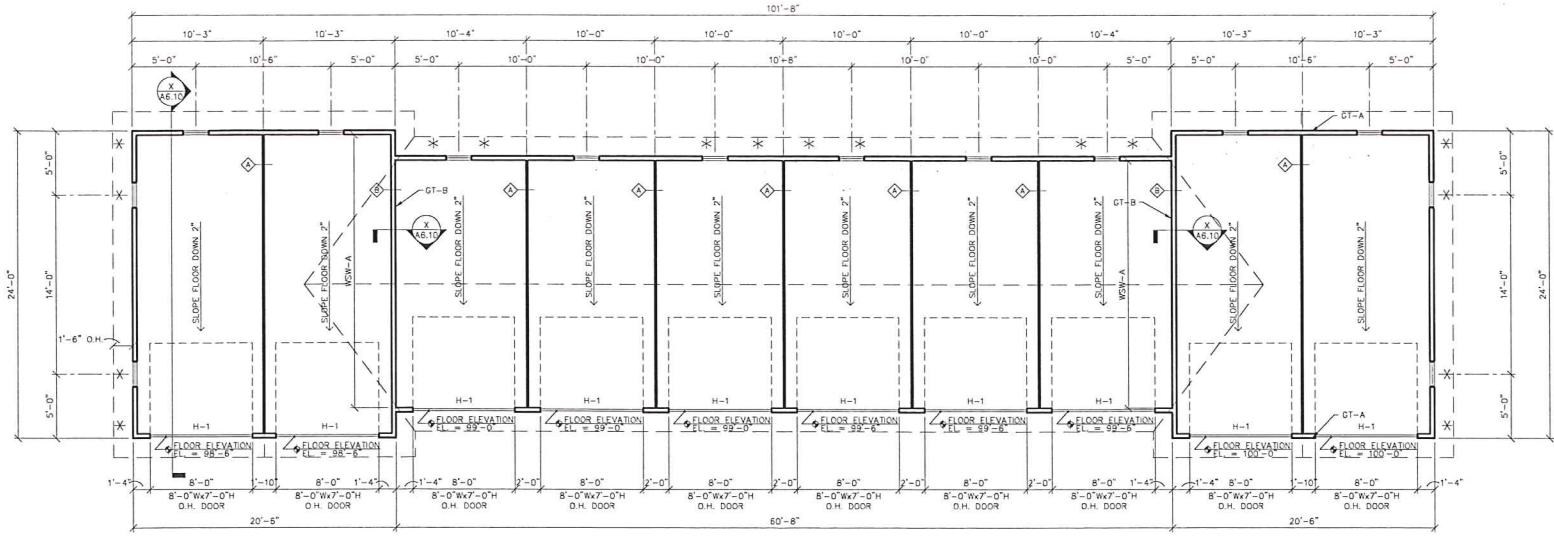 101'-8"
10'-3" 10'-3" 10'-4" 10'-0" 10'-0" 10'-0" 10'-0" 10'-4" 10'-3" 10'-3"
5'-0" 10'-6" 5'-0" 5'-0" 10'-0" 10'-0" 10'-8" 10'-0" 10'-0" 5'-0" 5'-0" 10'-6" 5'-0"
X
A6.10
GT-A
24'-0"
5'-0"
14'-0"
5'-0"
1'-6" O.H.
A
B
GT-B
A
A
A
A
A
GT-B
B
A
X
A6.10
X
A6.10
WSW-A
WSW-A
SLOPE FLOOR DOWN 2"
SLOPE FLOOR DOWN 2"
SLOPE FLOOR DOWN 2"
SLOPE FLOOR DOWN 2"
SLOPE FLOOR DOWN 2"
SLOPE FLOOR DOWN 2"
SLOPE FLOOR DOWN 2"
SLOPE FLOOR DOWN 2"
SLOPE FLOOR DOWN 2"
SLOPE FLOOR DOWN 2"
5'-0"
14'-0"
5'-0"
24'-0"
GT-A
H-1 H-1 H-1 H-1 H-1 H-1 H-1 H-1 H-1 H-1
FLOOR ELEVATION
EL. = 98'-6"
FLOOR ELEVATION
EL. = 98'-6"
FLOOR ELEVATION
EL. = 99'-0"
FLOOR ELEVATION
EL. = 99'-0"
FLOOR ELEVATION
EL. = 99'-0"
FLOOR ELEVATION
EL. = 99'-6"
FLOOR ELEVATION
EL. = 99'-6"
FLOOR ELEVATION
EL. = 99'-6"
FLOOR ELEVATION
EL. = 100'-0"
FLOOR ELEVATION
EL. = 100'-0"
1'-4" 8'-0" 1'-10" 8'-0" 1'-4" 1'-4" 8'-0" 2'-0" 8'-0" 2'-0" 8'-0" 2'-0" 8'-0" 2'-0" 8'-0" 2'-0" 8'-0" 1'-4" 1'-4" 8'-0" 1'-10" 8'-0" 1'-4"
8'-0"Wx7'-0"H 8'-0"Wx7'-0"H 8'-0"Wx7'-0"H 8'-0"Wx7'-0"H 8'-0"Wx7'-0"H 8'-0"Wx7'-0"H 8'-0"Wx7'-0"H 8'-0"Wx7'-0"H 8'-0"Wx7'-0"H 8'-0"Wx7'-0"H
O.H. DOOR O.H. DOOR O.H. DOOR O.H. DOOR O.H. DOOR O.H. DOOR O.H. DOOR O.H. DOOR O.H. DOOR O.H. DOOR
20'-6" 60'-8" 20'-6"